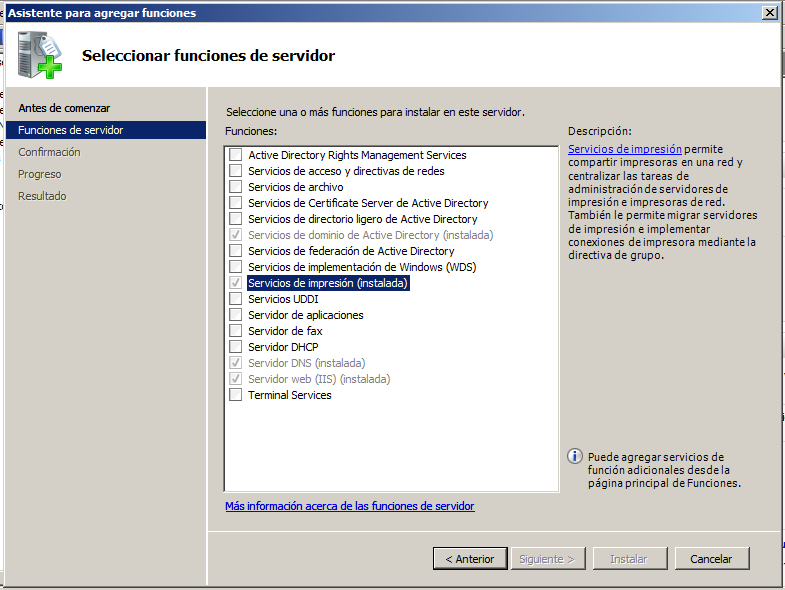 Asistente para agregar funciones
Seleccionar funciones de servidor
Antes de comenzar
Funciones de servidor
Confirmación
Progreso
Resultado
Seleccione una o más funciones para instalar en este servidor.
Funciones:
Active Directory Rights Management Services
Servicios de acceso y directivas de redes
Servicios de archivo
Servicios de Certificate Server de Active Directory
Servicios de directorio ligero de Active Directory
Servicios de dominio de Active Directory (instalada)
Servicios de federación de Active Directory
Servicios de implementación de Windows (WDS)
Servicios de impresión (instalada)
Servicios UDDI
Servidor de aplicaciones
Servidor de fax
Servidor DHCP
Servidor DNS (instalada)
Servidor web (IIS) (instalada)
Terminal Services
Más información acerca de las funciones de servidor
Descripción:
Servicios de impresión permite
compartir impresoras en una red y
centralizar las tareas de
administración de servidores de
impresión e impresoras de red.
También le permite migrar servidores
de impresión e implementar
conexiones de impresora mediante la
directiva de grupo.
Puede agregar servicios de
función adicionales desde la
página principal de Funciones.
< Anterior
Siguiente >
Instalar
Cancelar